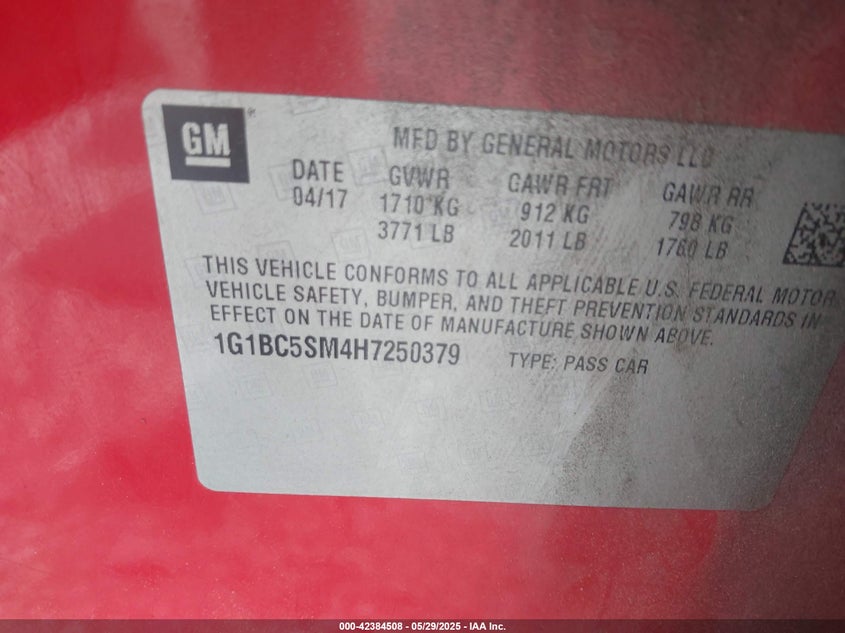 GM ®
MFD BY GENERAL MOTORS LLC
DATE GVWR GAWR FRT GAWR RR
04/17 1710 KG 912 KG 798 KG
3771 LB 2011 LB 1760 LB
THIS VEHICLE CONFORMS TO ALL APPLICABLE U.S. FEDERAL MOTOR
VEHICLE SAFETY, BUMPER, AND THEFT PREVENTION STANDARDS IN
EFFECT ON THE DATE OF MANUFACTURE SHOWN ABOVE.
1G1BC5SM4H7250379 TYPE: PASS CAR
000-42384508 - 05/29/2025 - IAA Inc.